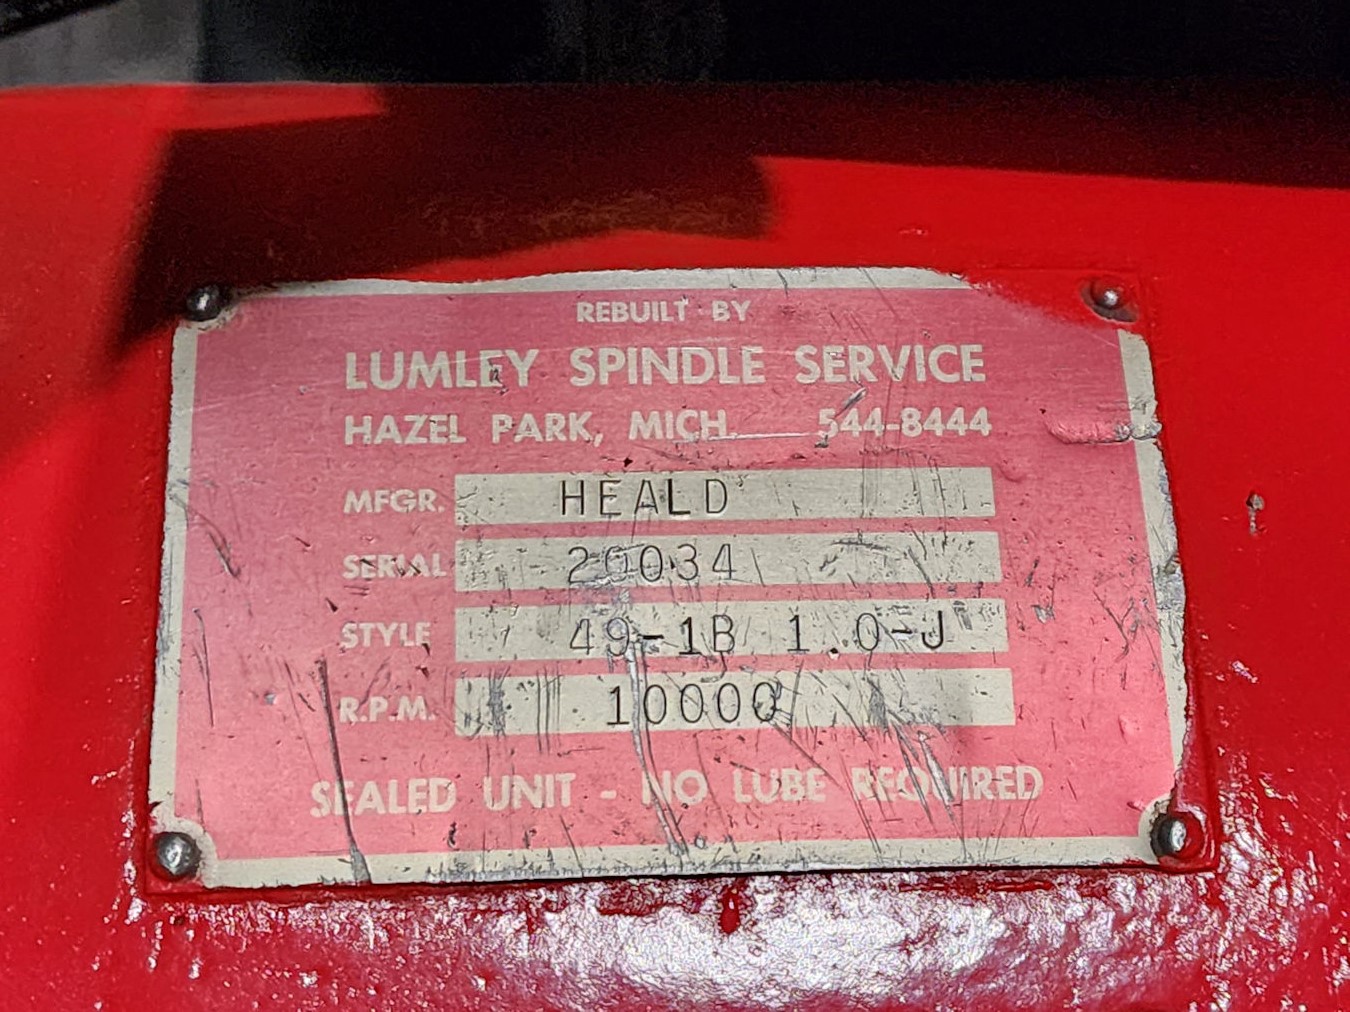 REBUILT BY
LUMLEY SPINDLE SERVICE
HAZEL PARK, MICH. 544-8444
MFGR. HEALD
SERIAL 20034
STYLE 49-1B 1.0-J
R.P.M. 10000
SEALED UNIT - NO LUBE REQUIRED